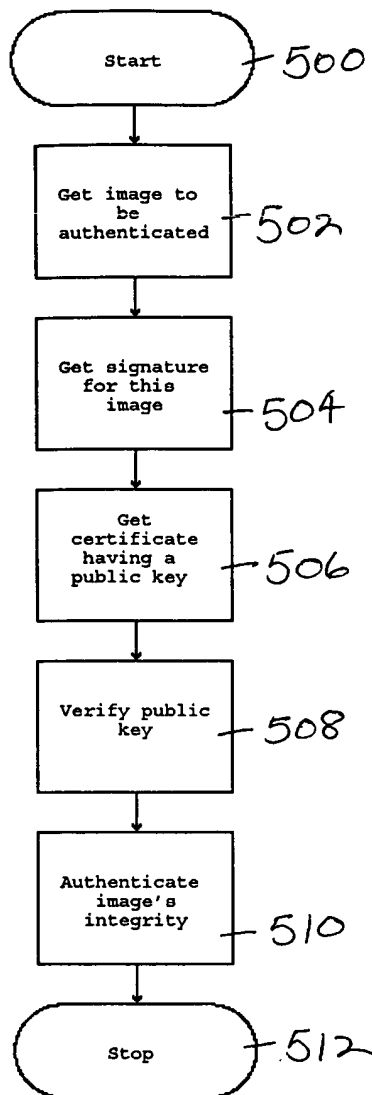 Start
500
Get image to
be
authenticated
502
Get signature
for this
image
504
Get
certificate
having a
public key
506
Verify public
key
508
Authenticate
image's
integrity
510
Stop
512